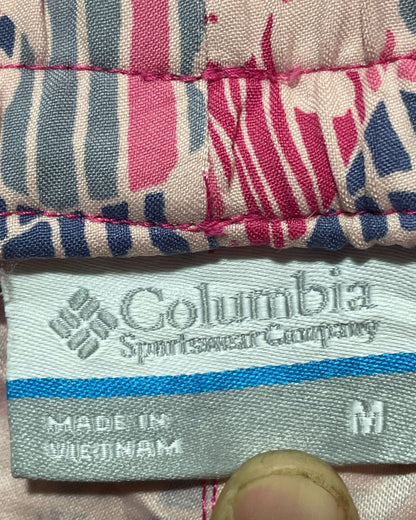 Columbia
Sportswear Company
MADE IN
VIETNAM
M